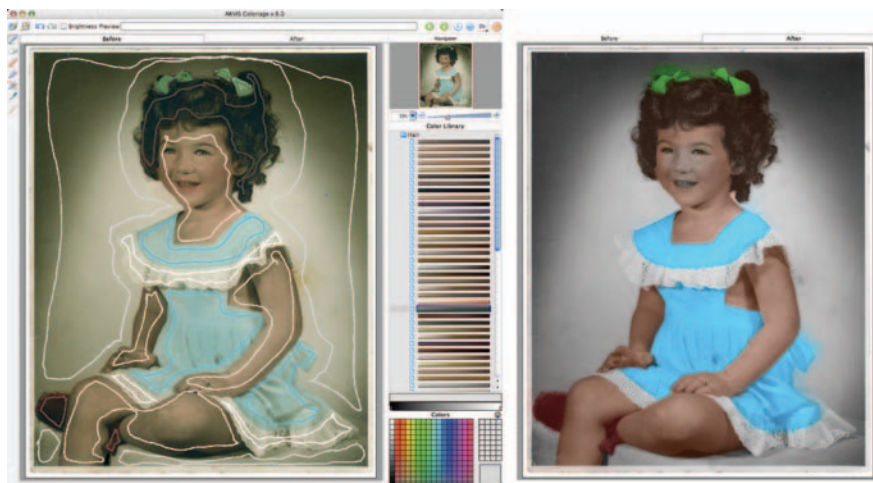 AKVIS Coloriage v.6.0
Brightness Preview
Before
After
Navigator
Color Library
Hair
Colors
Before
After